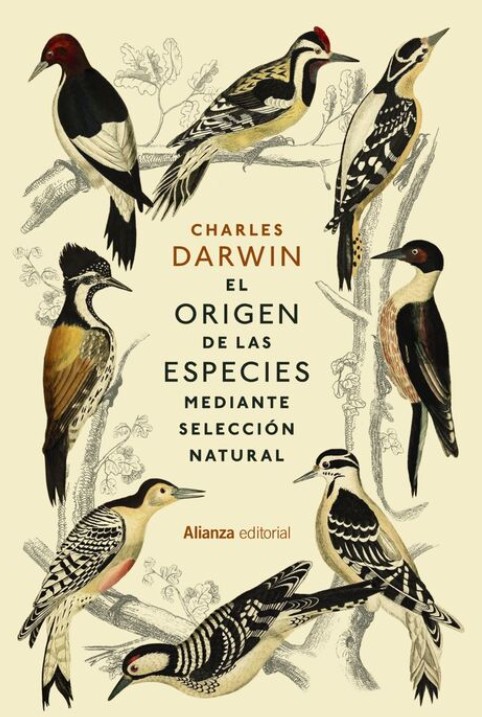 CHARLES
DARWIN
EL
ORIGEN
DE LAS
ESPECIES
MEDIANTE
SELECCIÓN
NATURAL
Alianza editorial